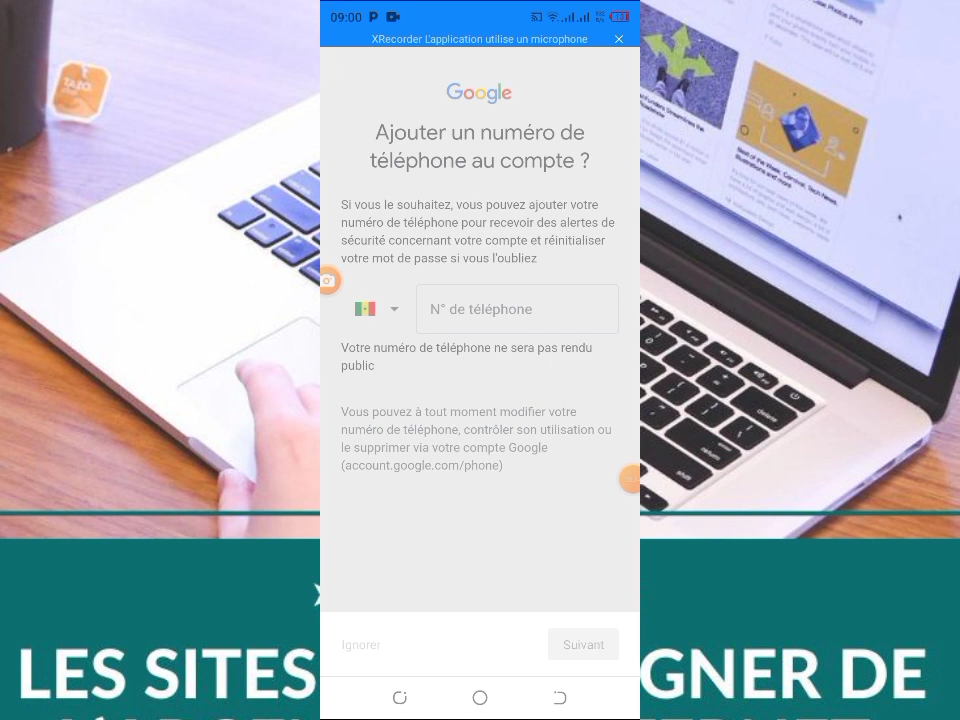 09:00
XRecorder L'application utilise un microphone
Google
Ajouter un numéro de
téléphone au compte ?
Si vous le souhaitez, vous pouvez ajouter votre
numéro de téléphone pour recevoir des alertes de
sécurité concernant votre compte et réinitialiser
votre mot de passe si vous l'oubliez
N° de téléphone
Votre numéro de téléphone ne sera pas rendu
public
Vous pouvez à tout moment modifier votre
numéro de téléphone, contrôler son utilisation ou
le supprimer via votre compte Google
(account.google.com/phone)
Ignorer
Suivant
TAZO
delete
return
shift
LES SITES
GNER DE